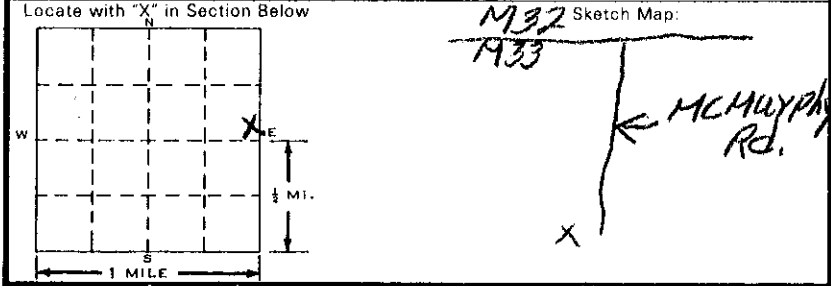 Locate with "X" in Section Below
N
W
X
E
½ MI.
S
1 MILE
M32 Sketch Map:
M33
McMurphy
Rd.
X